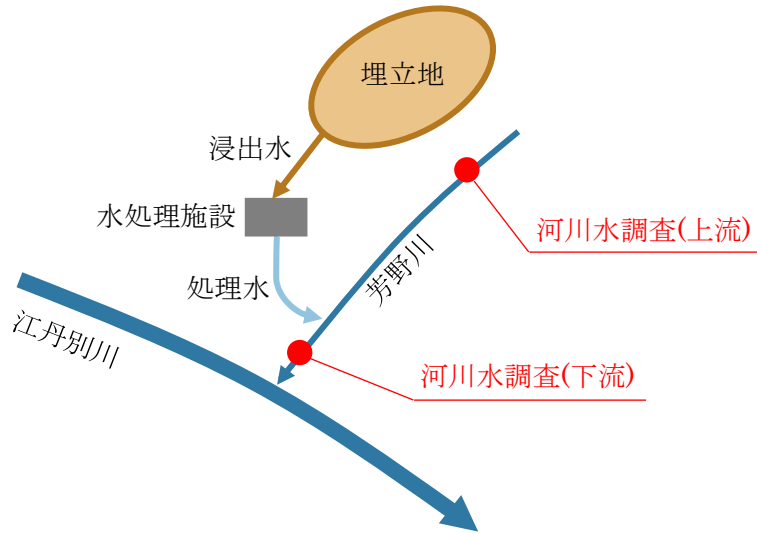 埋立地
浸出水
水処理施設
河川水調査(上流)
芳野川
処理水
江丹別川
河川水調査(下流)